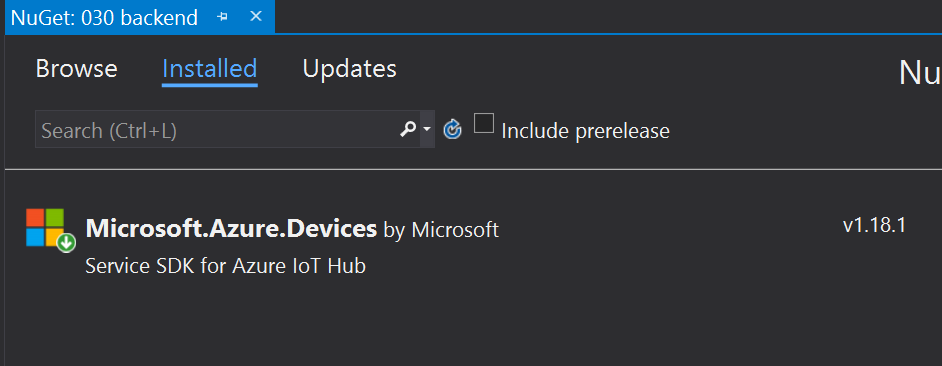 NuGet: 030 backend
Browse Installed Updates
Nu
Search (Ctrl+L) Include prerelease
Microsoft.Azure.Devices by Microsoft v1.18.1
Service SDK for Azure IoT Hub